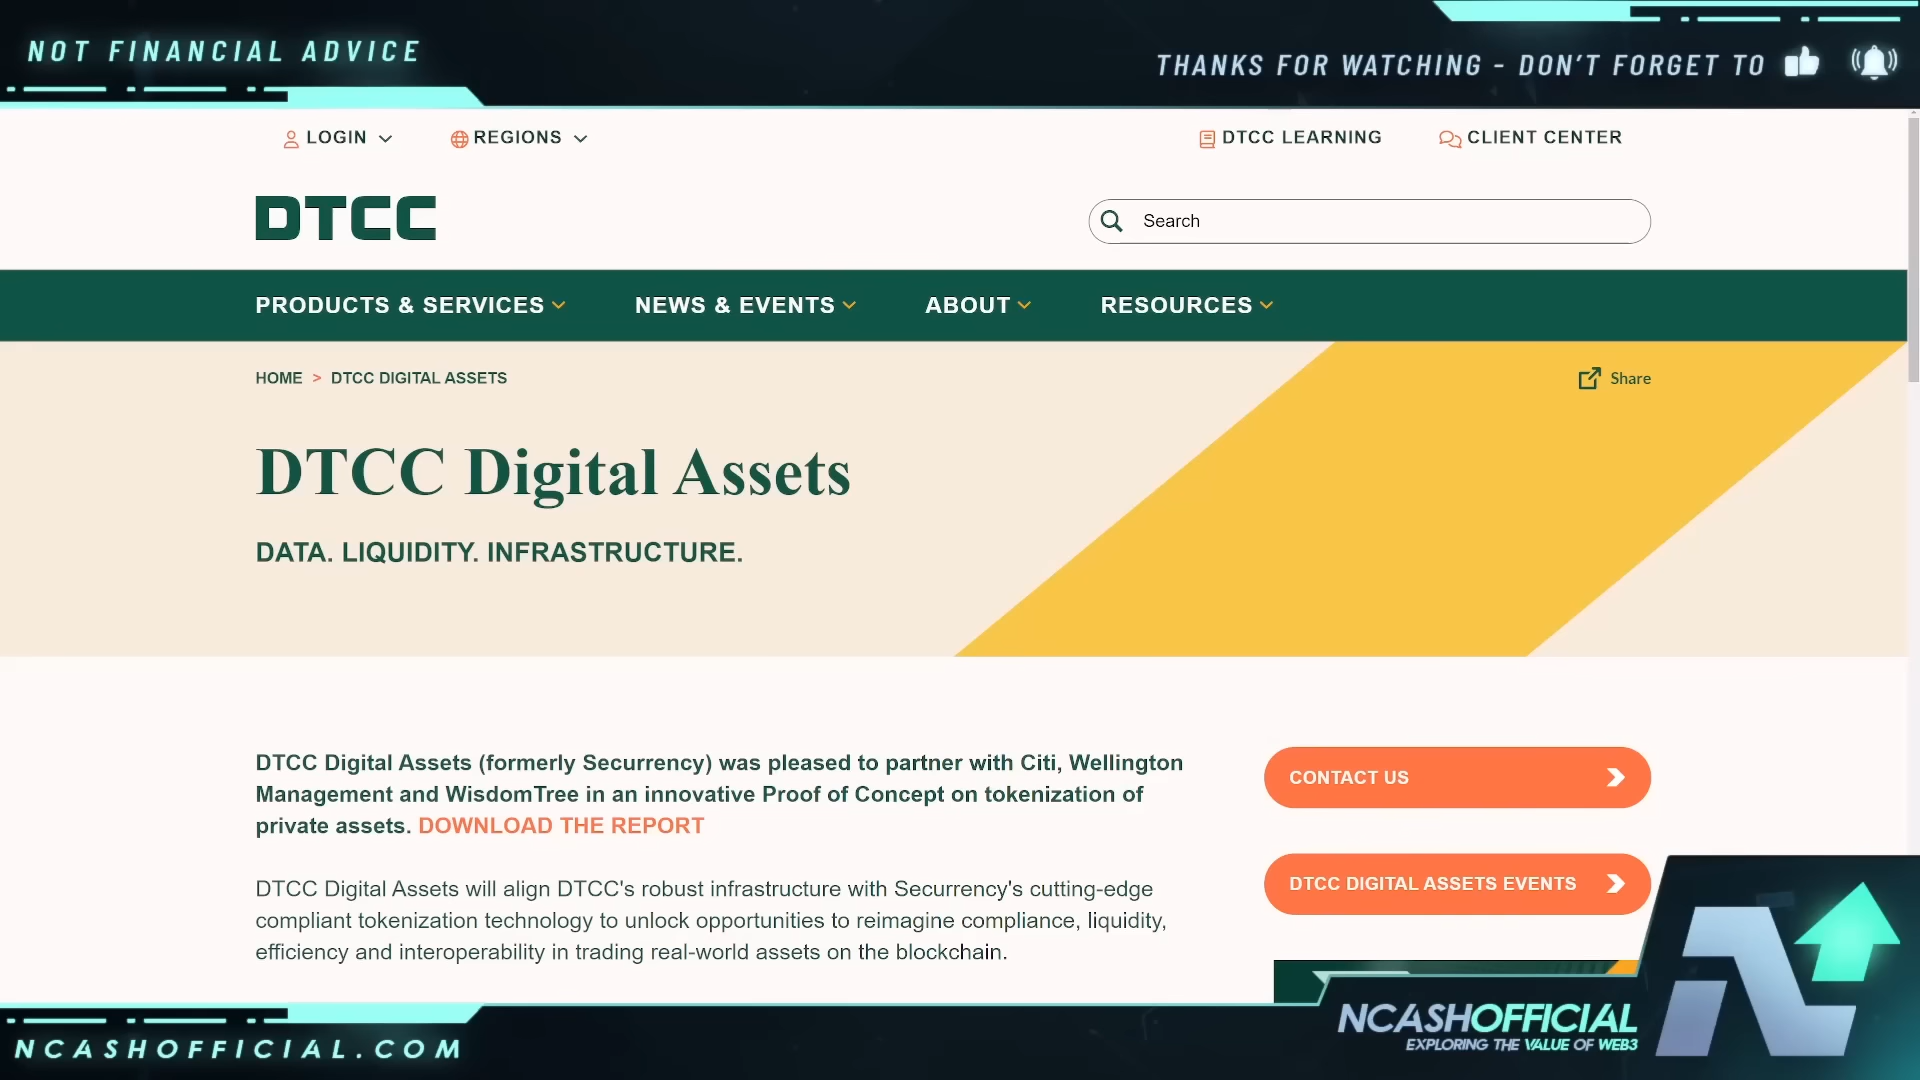 NOT FINANCIAL ADVICE
THANKS FOR WATCHING - DON'T FORGET TO
LOGIN
REGIONS
DTCC LEARNING
CLIENT CENTER
DTCC
Search
PRODUCTS & SERVICES
NEWS & EVENTS
ABOUT
RESOURCES
HOME > DTCC DIGITAL ASSETS
Share
DTCC Digital Assets
DATA. LIQUIDITY. INFRASTRUCTURE.
DTCC Digital Assets (formerly Securrency) was pleased to partner with Citi, Wellington
Management and WisdomTree in an innovative Proof of Concept on tokenization of
private assets. DOWNLOAD THE REPORT
DTCC Digital Assets will align DTCC's robust infrastructure with Securrency's cutting-edge
compliant tokenization technology to unlock opportunities to reimagine compliance, liquidity,
efficiency and interoperability in trading real-world assets on the blockchain.
CONTACT US
DTCC DIGITAL ASSETS EVENTS
NCASHOFFICIAL.COM
NCASHOFFICIAL
EXPLORING THE VALUE OF WEB3